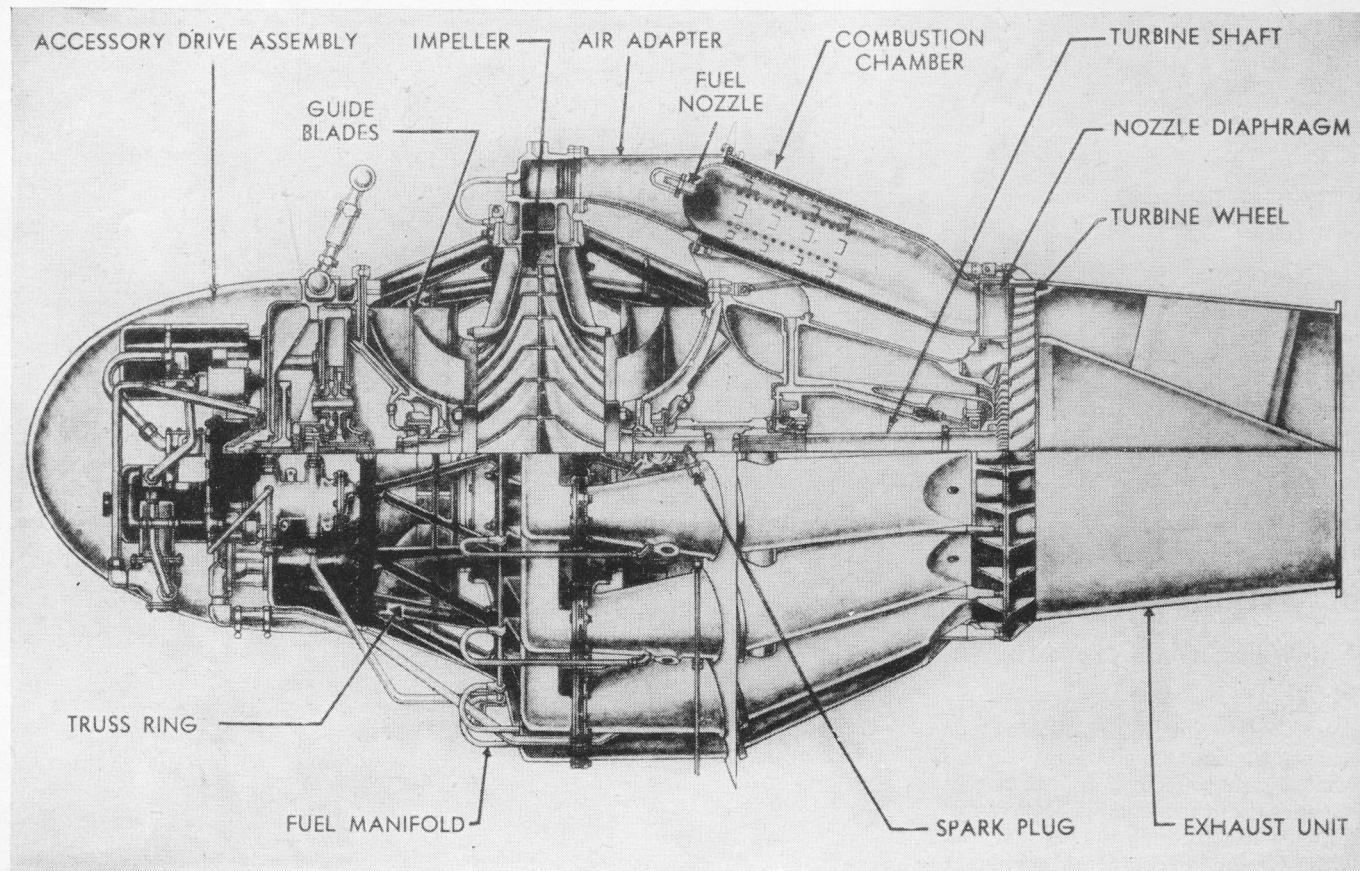 ACCESSORY DRIVE ASSEMBLY
IMPELLER
AIR ADAPTER
COMBUSTION
CHAMBER
TURBINE SHAFT
FUEL
NOZZLE
GUIDE
BLADES
NOZZLE DIAPHRAGM
TURBINE WHEEL
TRUSS RING
FUEL MANIFOLD
SPARK PLUG
EXHAUST UNIT